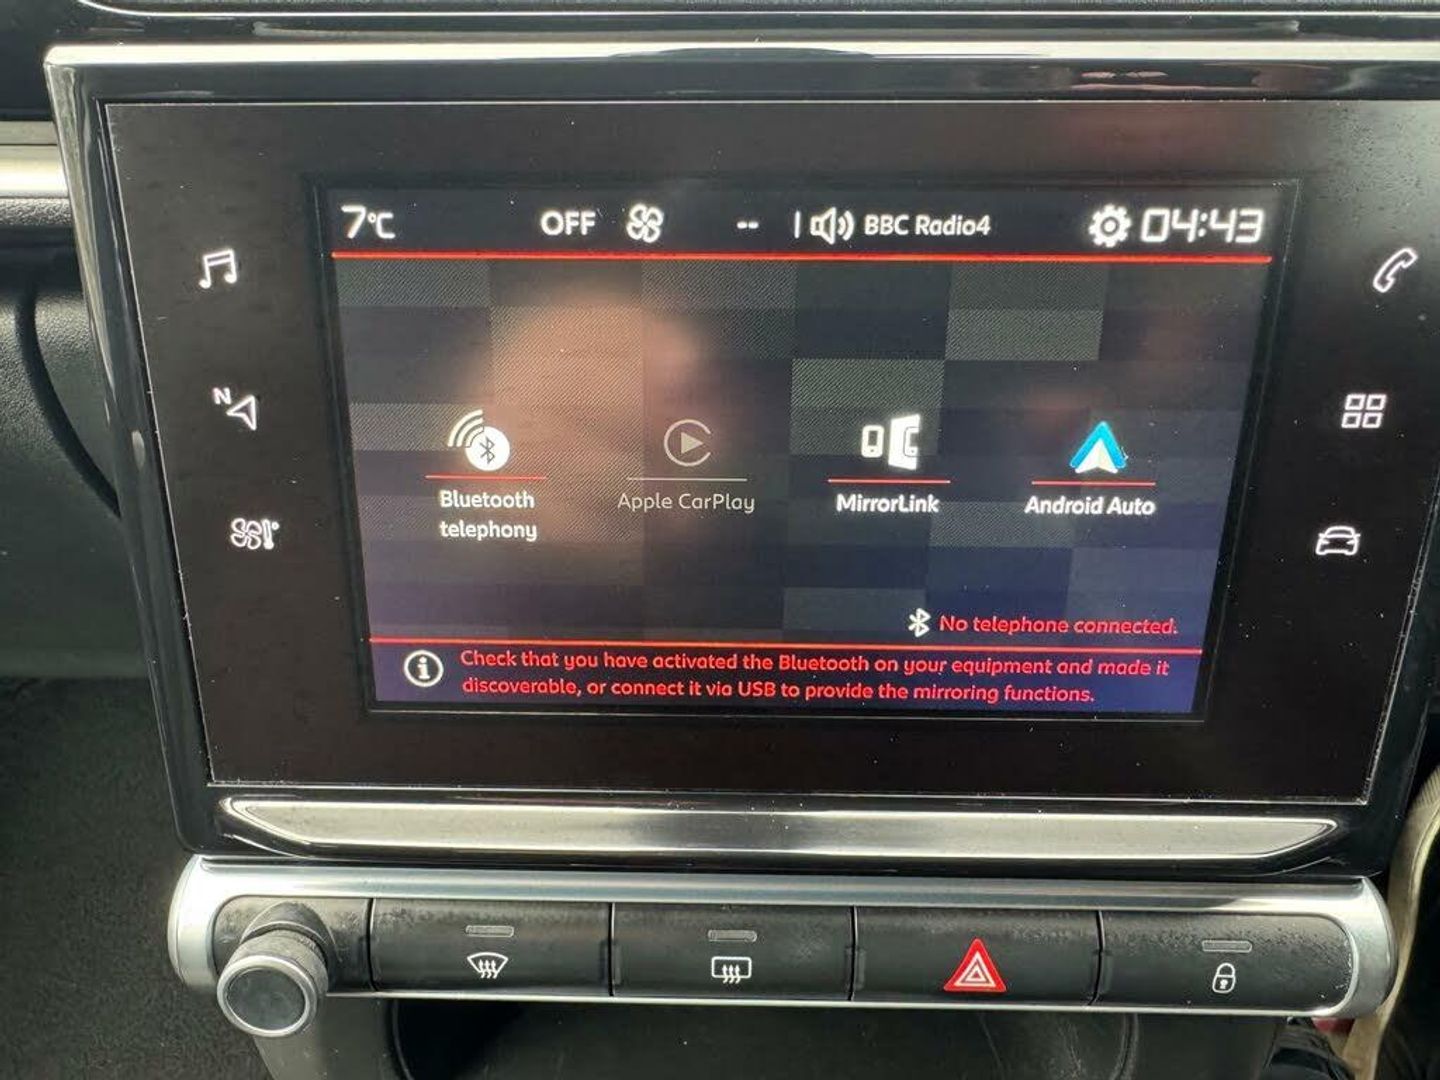 7°C OFF -- BBC Radio4 04:43
N
Bluetooth
telephony
Apple CarPlay
MirrorLink
Android Auto
No telephone connected.
Check that you have activated the Bluetooth on your equipment and made it
discoverable, or connect it via USB to provide the mirroring functions.